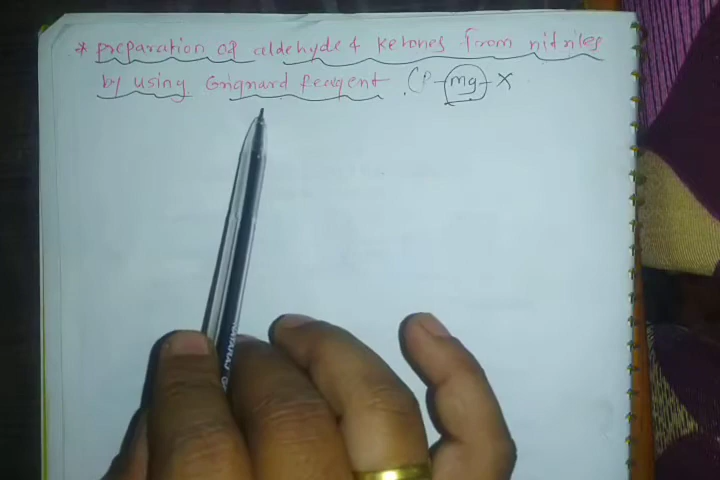 * preparation of aldehyde & Ketones from nitriles
by using Grignard Reagent (R-mg-X